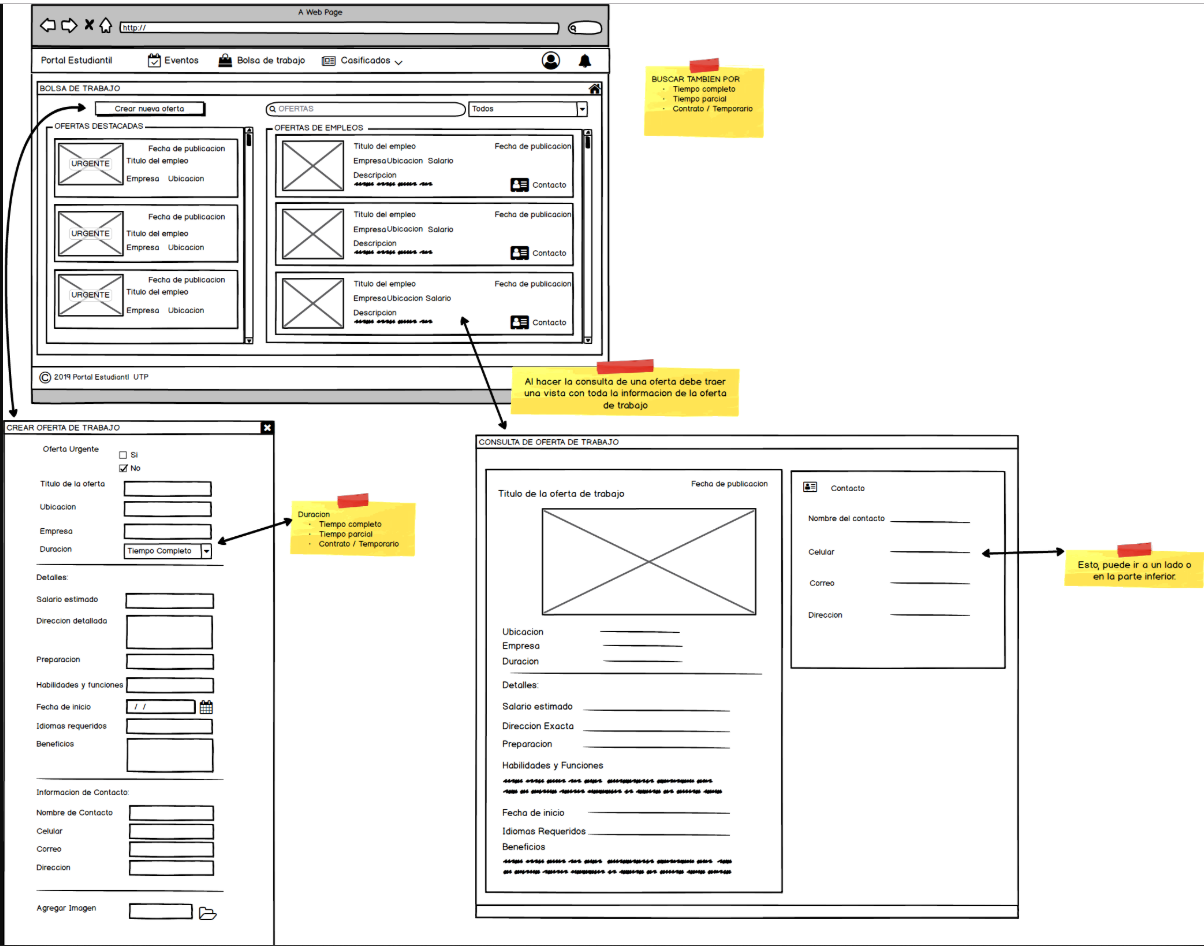 A Web Page
http://
Portal Estudiantil Eventos Bolsa de trabajo Casificados
BOLSA DE TRABAJO
Crear nueva oferta OFERTAS Todos
OFERTAS DESTACADAS
Fecha de publicacion
URGENTE Titulo del empleo
Empresa Ubicacion
Fecha de publicacion
URGENTE Titulo del empleo
Empresa Ubicacion
Fecha de publicacion
URGENTE Titulo del empleo
Empresa Ubicacion
OFERTAS DE EMPLEOS
Titulo del empleo Fecha de publicacion
Empresa Ubicacion Salario
Descripcion
Contacto
Titulo del empleo Fecha de publicacion
Empresa Ubicacion Salario
Descripcion
Contacto
Titulo del empleo Fecha de publicacion
Empresa Ubicacion Salario
Descripcion
Contacto
© 2019 Portal Estudiantl UTP
BUSCAR TAMBIEN POR
· Tiempo completo
· Tiempo parcial
· Contrato / Temporario
Al hacer la consulta de una oferta debe traer
una vista con toda la informacion de la oferta
de trabajo
CREAR OFERTA DE TRABAJO
Oferta Urgente Si
No
Titulo de la oferta
Ubicacion
Empresa
Duracion Tiempo Completo
Detalles:
Salario estimado
Direccion detallada
Preparacion
Habilidades y funciones
Fecha de inicio / /
Idiomas requeridos
Beneficios
Informacion de Contacto:
Nombre de Contacto
Celular
Correo
Direccion
Agregar Imagen
Duracion
· Tiempo completo
· Tiempo parcial
· Contrato / Temporario
CONSULTA DE OFERTA DE TRABAJO
Fecha de publicacion
Titulo de la oferta de trabajo
Ubicacion
Empresa
Duracion
Detalles:
Salario estimado
Direccion Exacta
Preparacion
Habilidades y Funciones
Fecha de inicio
Idiomas Requeridos
Beneficios
Contacto
Nombre del contacto
Celular
Correo
Direccion
Esto, puede ir a un lado o
en la parte inferior.